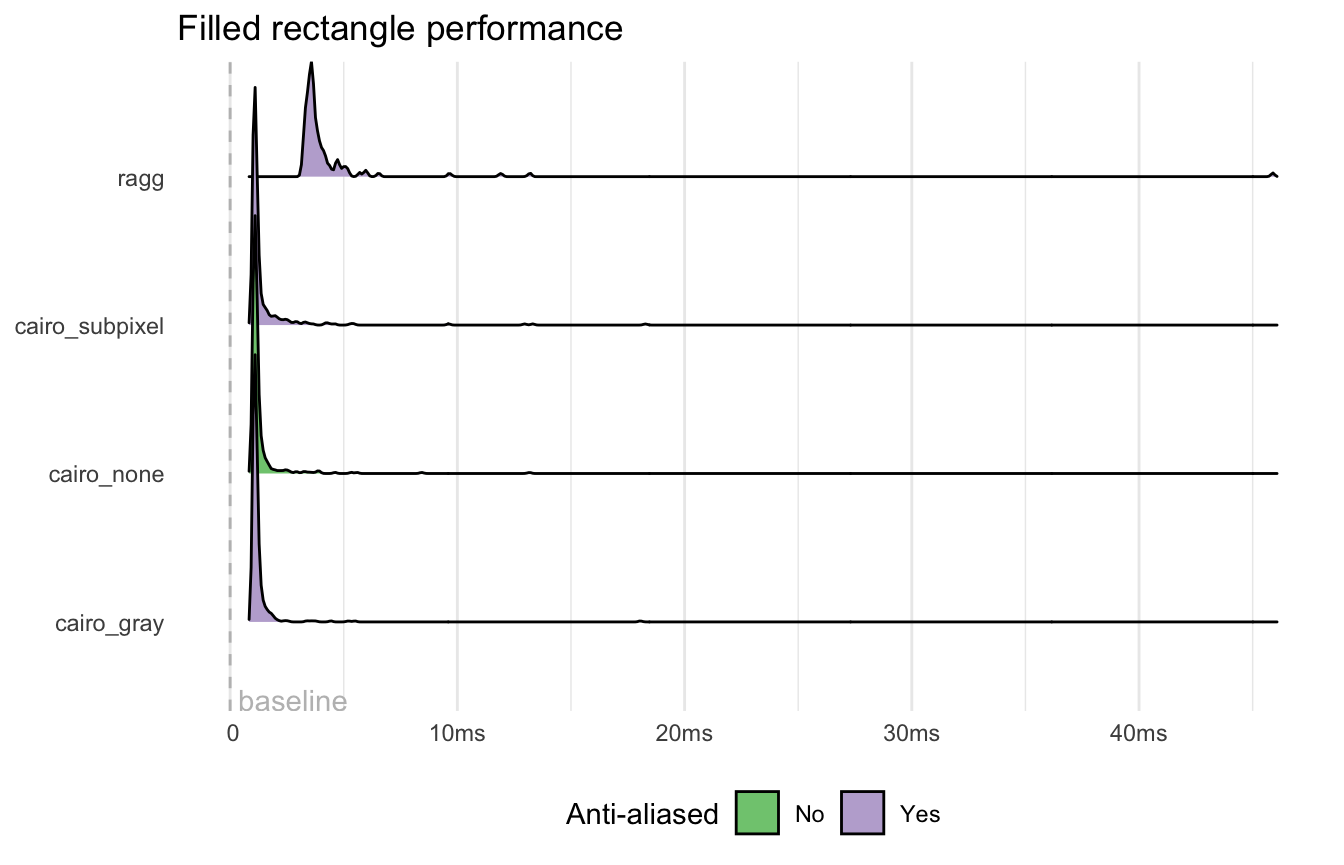 Filled rectangle performance
ragg
cairo_subpixel
cairo_none
cairo_gray
baseline
0 10ms 20ms 30ms 40ms
Anti-aliased No Yes